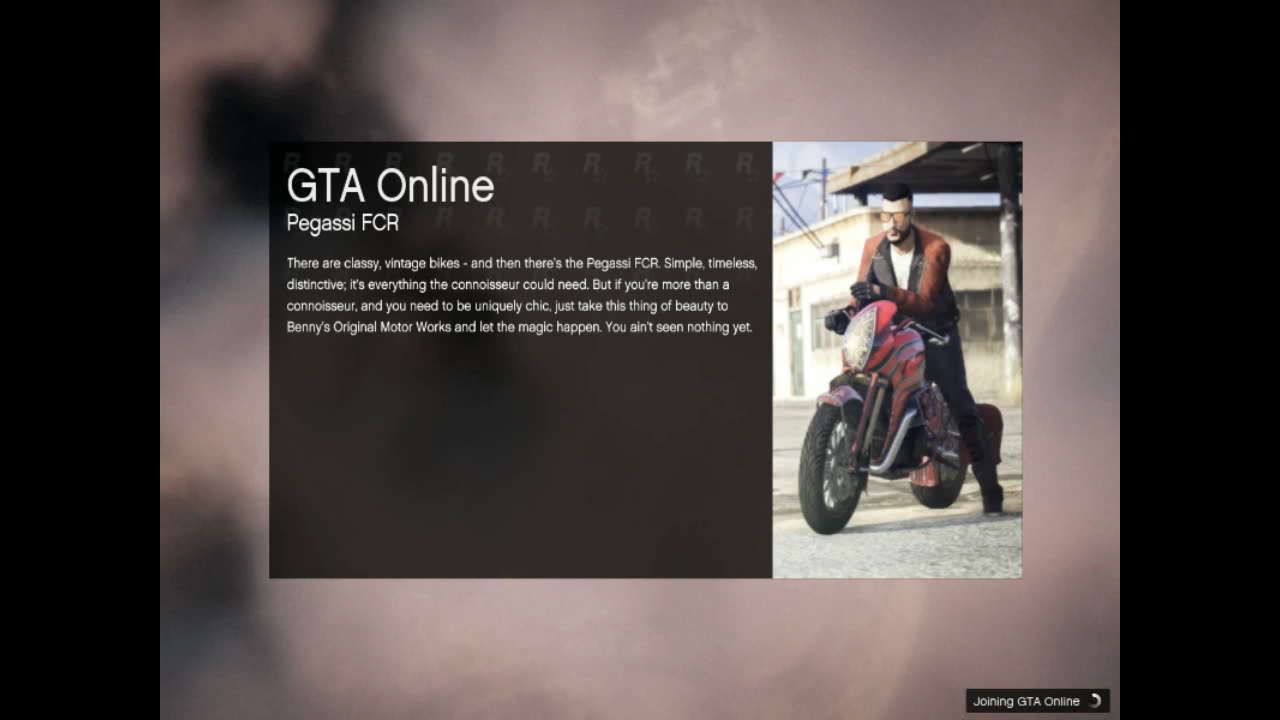 GTA Online
Pegassi FCR
There are classy, vintage bikes - and then there's the Pegassi FCR. Simple, timeless,
distinctive; it's everything the connoisseur could need. But if you're more than a
connoisseur, and you need to be uniquely chic, just take this thing of beauty to
Benny's Original Motor Works and let the magic happen. You ain't seen nothing yet.
Joining GTA Online